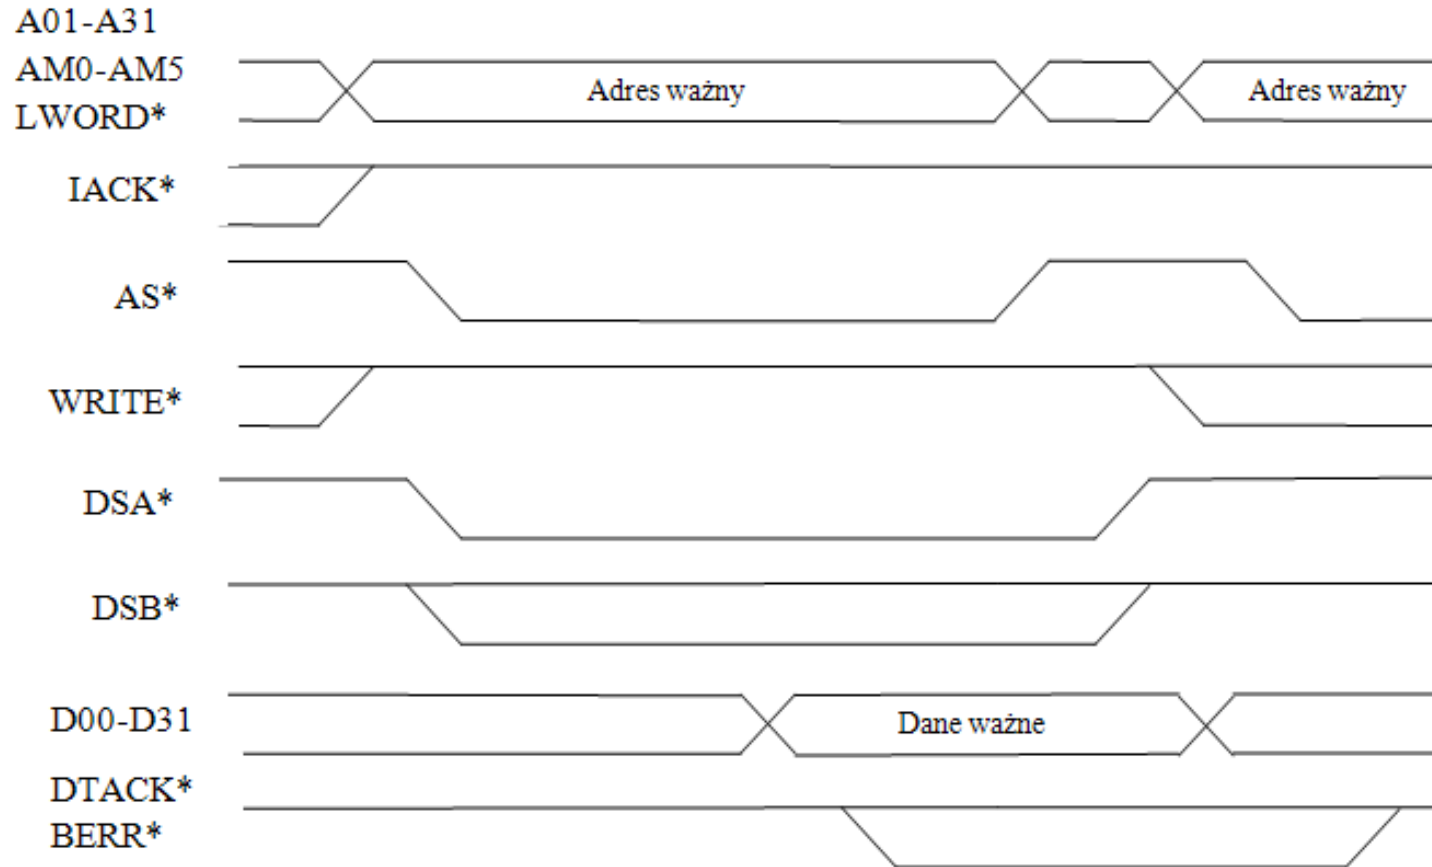 A01-A31
AM0-AM5
LWORD*
Adres ważny
Adres ważny
IACK*
AS*
WRITE*
DSA*
DSB*
D00-D31
Dane ważne
DTACK*
BERR*